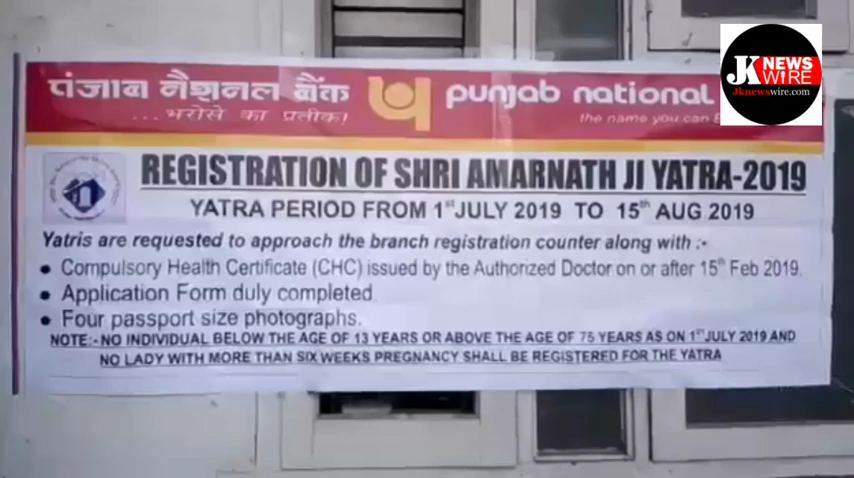 JK NEWS
WIRE
Jknewswire.com
पंजाब नैशनल बैंक
...भरोसे का प्रतीक!
punjab national
the name you can
REGISTRATION OF SHRI AMARNATH JI YATRA-2019
YATRA PERIOD FROM 1st JULY 2019 TO 15th AUG 2019
Yatris are requested to approach the branch registration counter along with :-
• Compulsory Health Certificate (CHC) issued by the Authorized Doctor on or after 15th Feb 2019.
• Application Form duly completed.
• Four passport size photographs.
NOTE:- NO INDIVIDUAL BELOW THE AGE OF 13 YEARS OR ABOVE THE AGE OF 75 YEARS AS ON 1st JULY 2019 AND
NO LADY WITH MORE THAN SIX WEEKS PREGNANCY SHALL BE REGISTERED FOR THE YATRA